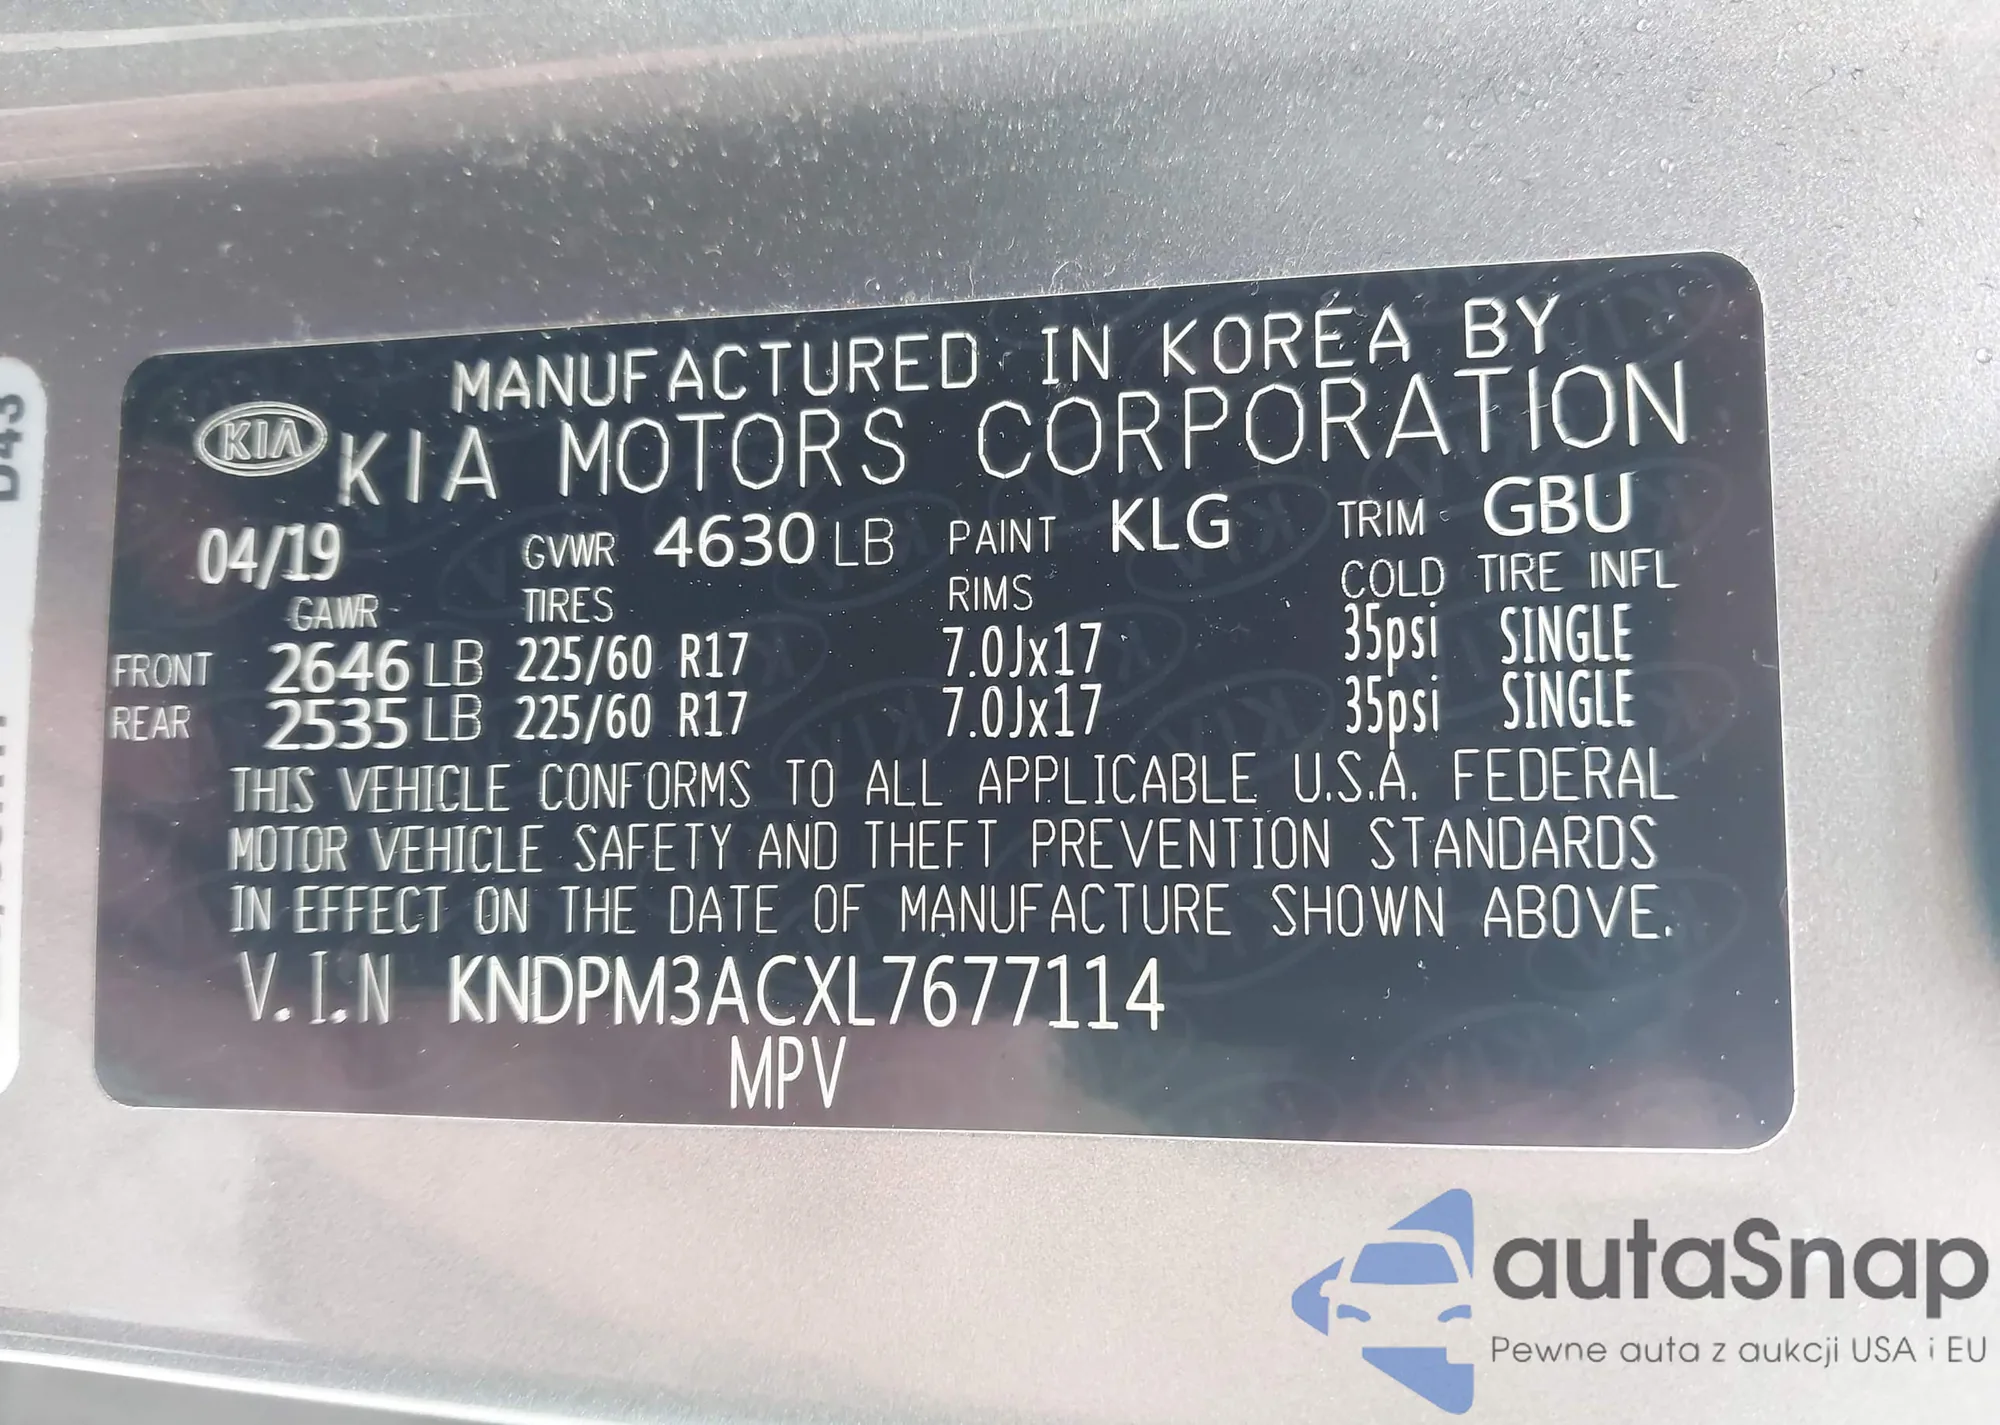 MANUFACTURED IN KOREA BY
KIA KIA MOTORS CORPORATION
04/19 GVWR 4630 LB PAINT KLG TRIM GBU
GAWR TIRES RIMS COLD TIRE INFL
FRONT 2646 LB 225/60 R17 7.0Jx17 35psi SINGLE
REAR 2535 LB 225/60 R17 7.0Jx17 35psi SINGLE
THIS VEHICLE CONFORMS TO ALL APPLICABLE U.S.A. FEDERAL
MOTOR VEHICLE SAFETY AND THEFT PREVENTION STANDARDS
IN EFFECT ON THE DATE OF MANUFACTURE SHOWN ABOVE.
V.I.N KNDPM3ACXL7677114
MPV
D43
autaSnap
Pewne auta z aukcji USA i EU